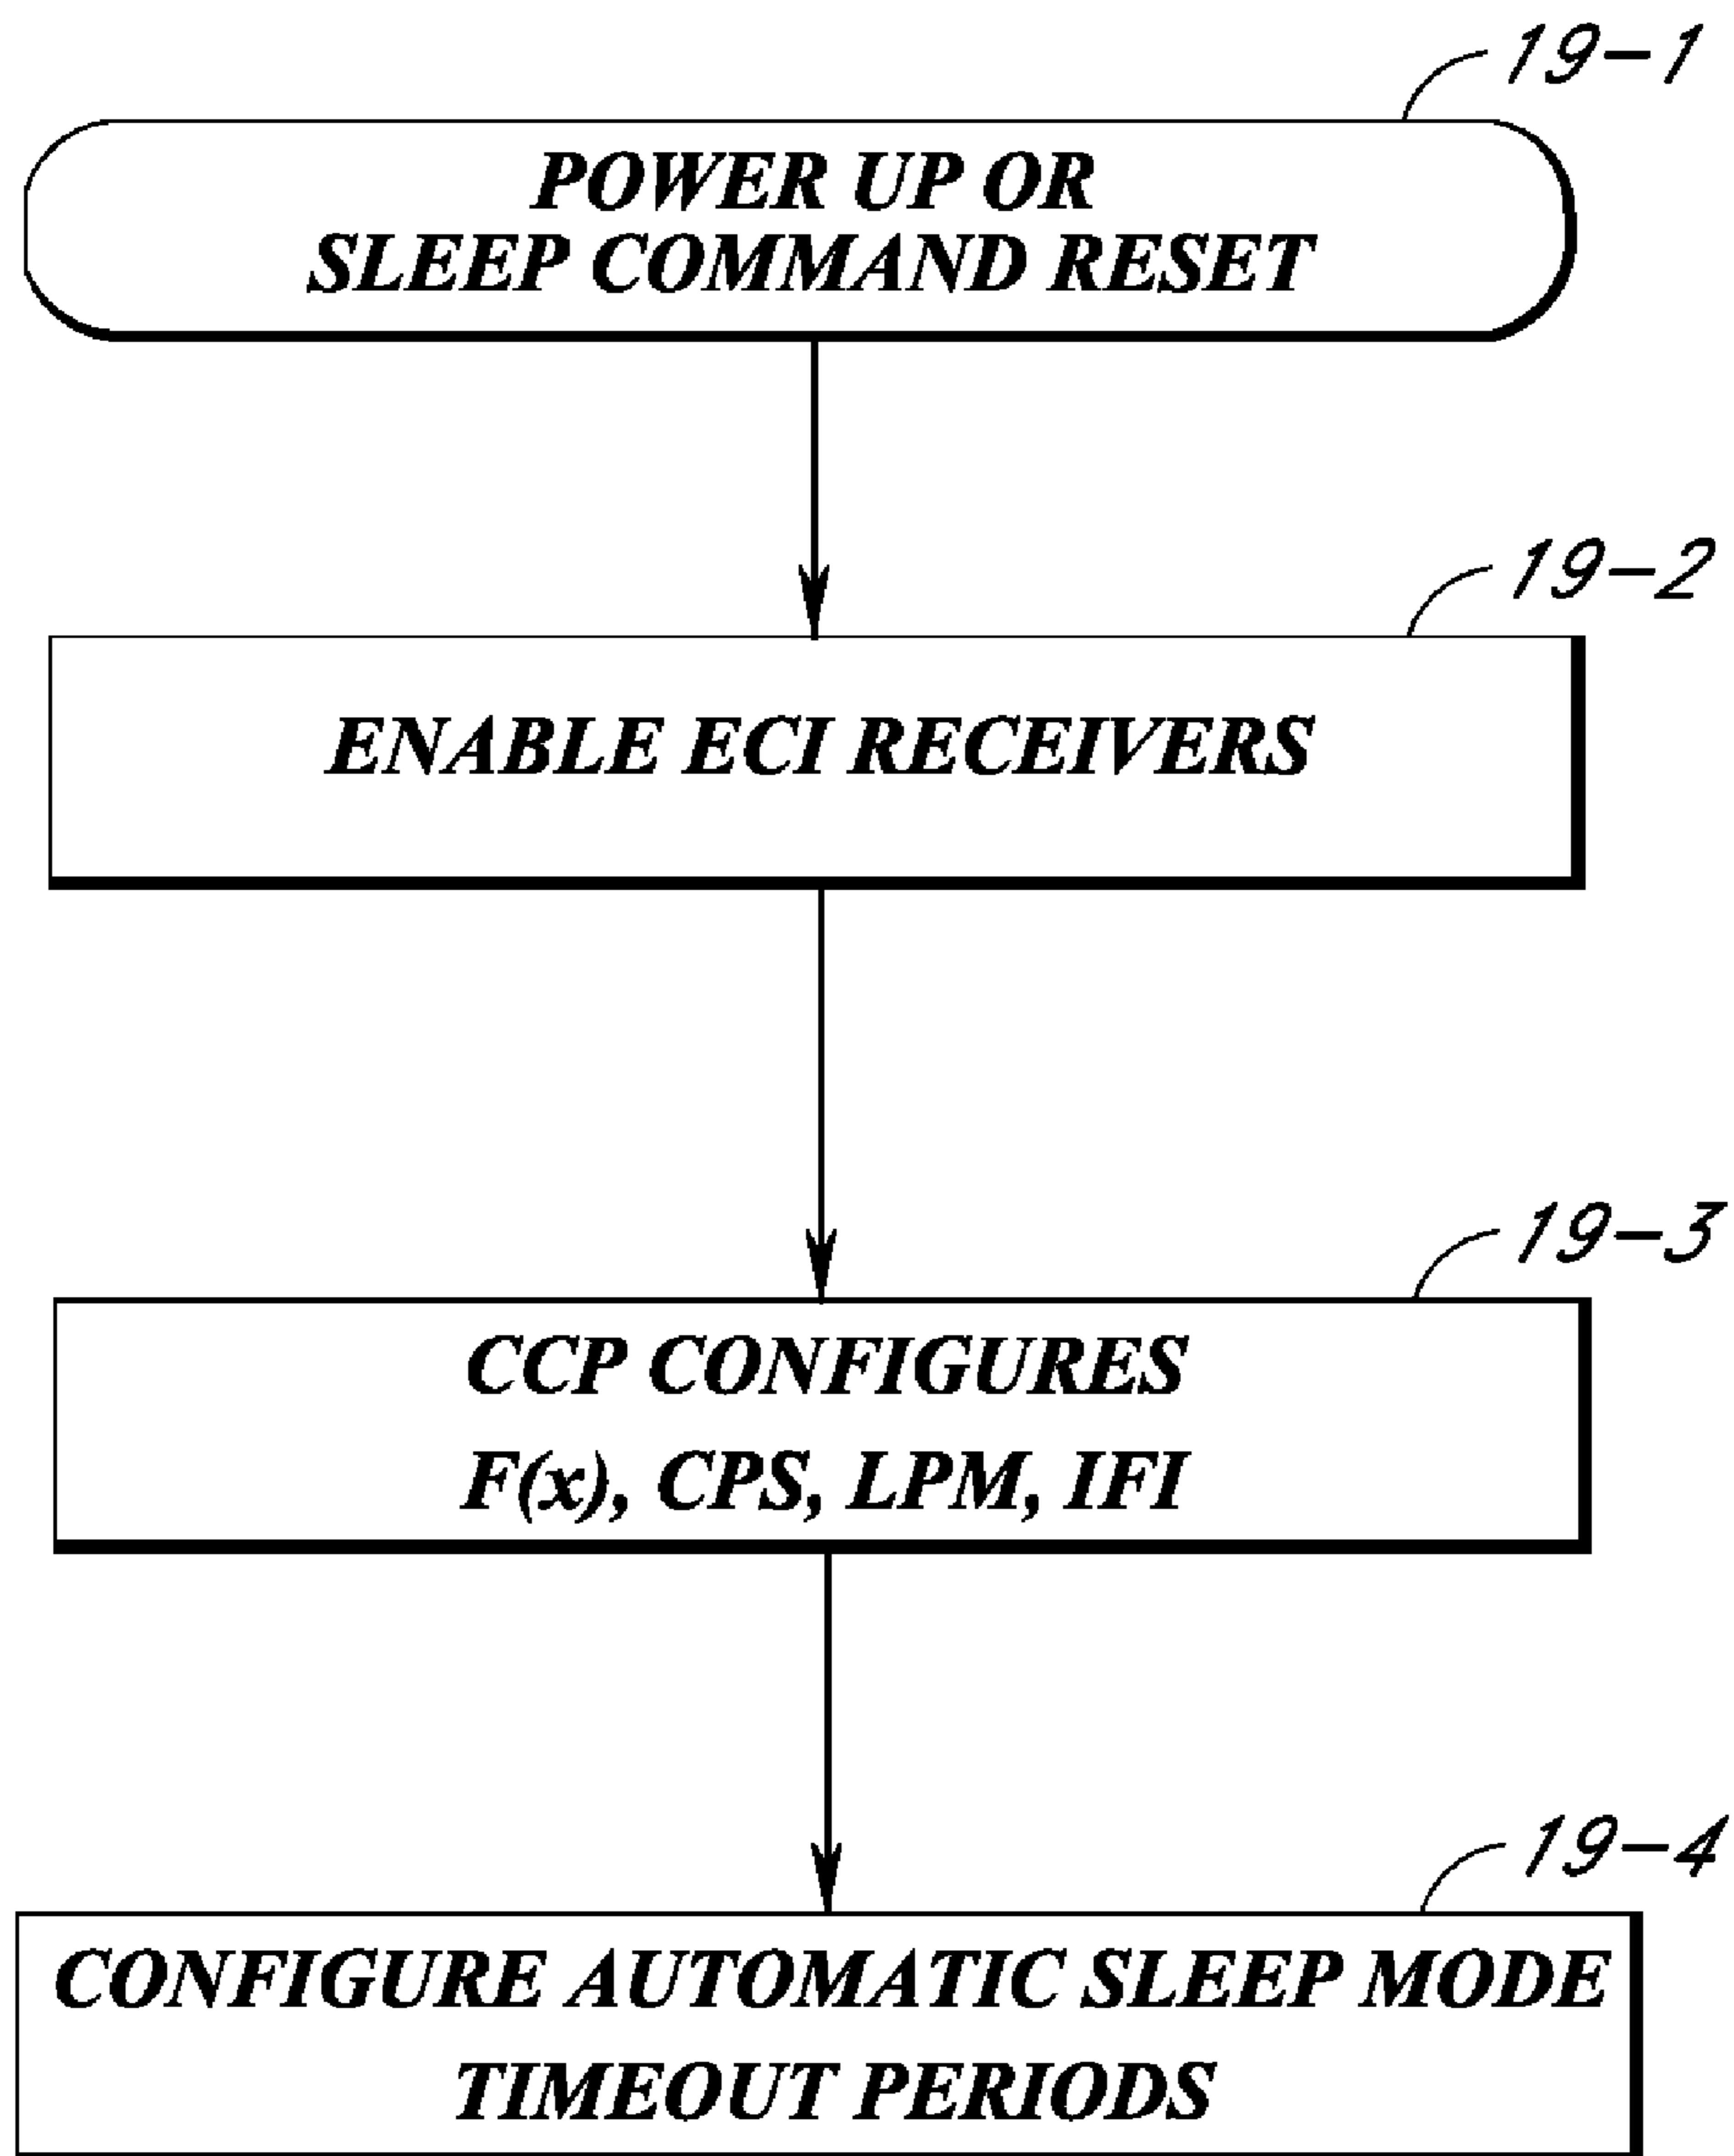 19-1
POWER UP OR
SLEEP COMMAND RESET
19-2
ENABLE ECI RECEIVERS
19-3
CCP CONFIGURES
F(x), CPS, LPM, IFI
19-4
CONFIGURE AUTOMATIC SLEEP MODE
TIMEOUT PERIODS